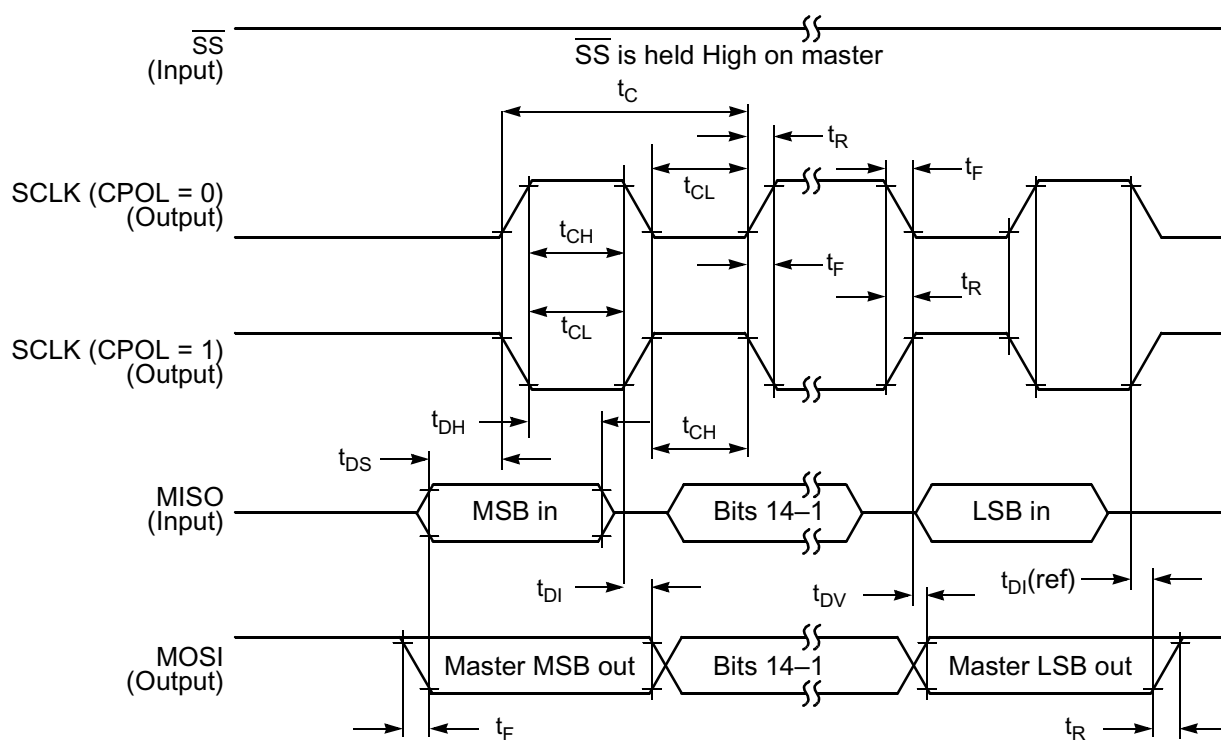 SS
(Input)
SS is held High on master
tC
tR
tF
SCLK (CPOL = 0)
(Output)
tCL
tCH
tF
tR
tCL
SCLK (CPOL = 1)
(Output)
tDH
tCH
tDS
MISO
(Input)
MSB in
Bits 14–1
LSB in
tDI
tDV
tDI(ref)
MOSI
(Output)
Master MSB out
Bits 14–1
Master LSB out
tF
tR